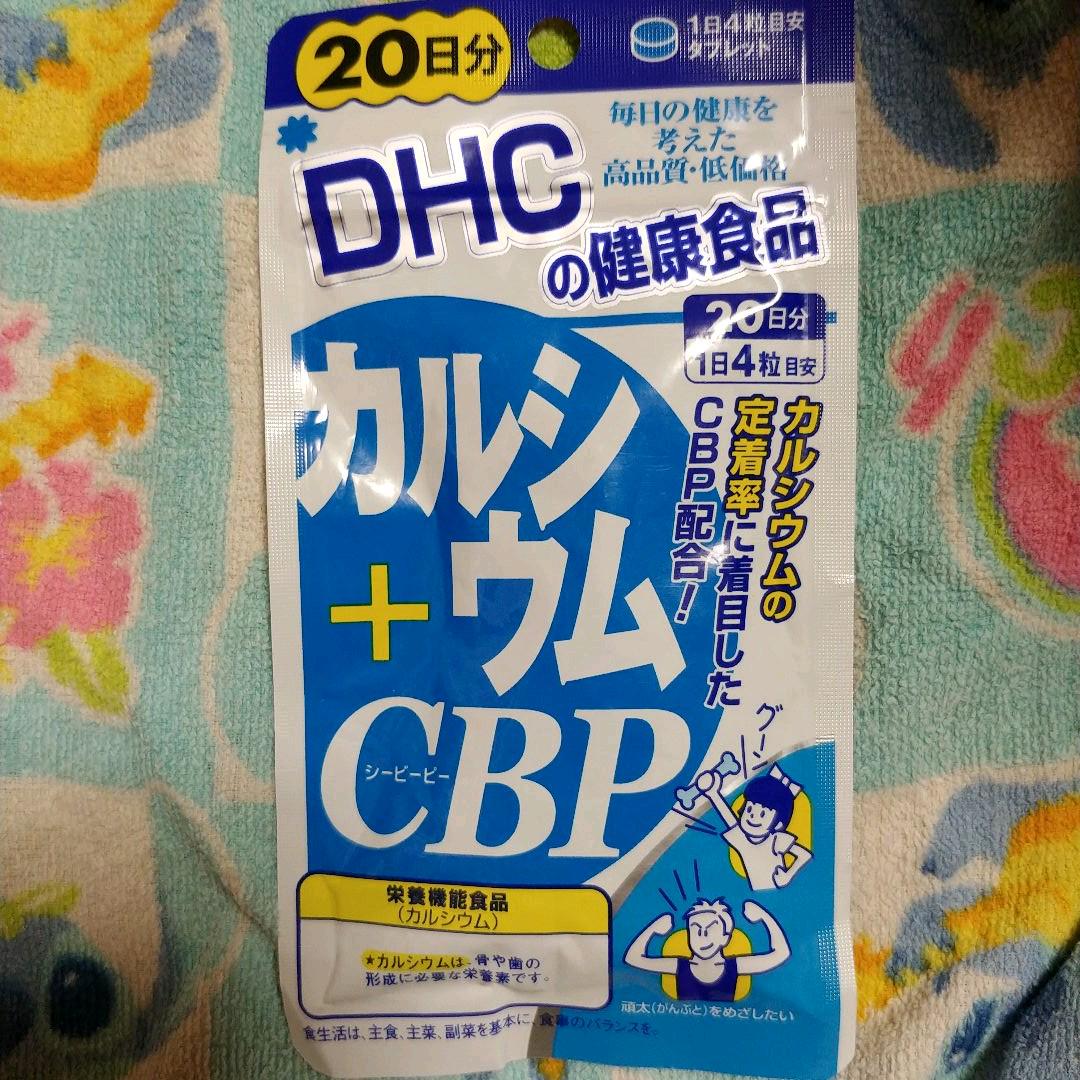 20日分
1日4粒目安
タブレット
毎日の健康を
考えた
高品質・低価格
DHC
の健康食品
20日分
1日4粒目安
カルシウムの
定着率に着目した
CBP配合!
カルシ
ウム
+
シービーピー
CBP
グーン
栄養機能食品
(カルシウム)
★カルシウムは、骨や歯の
形成に必要な栄養素です。
頑太(がんぶと)をめざしたい
食生活は、主食、主菜、副菜を基本に、食事のバランスを。